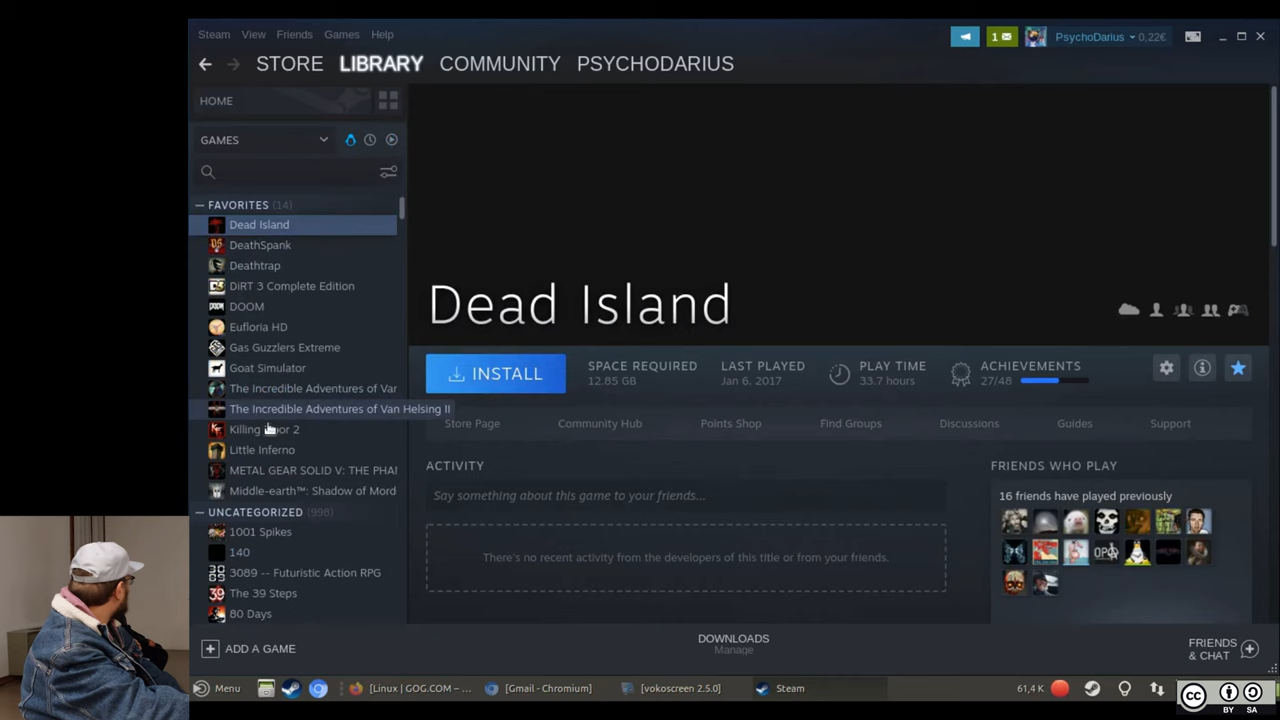 Steam View Friends Games Help
1 PsychoDarius 0,22€
STORE LIBRARY COMMUNITY PSYCHODARIUS
HOME
GAMES
FAVORITES (14)
Dead Island
DeathSpank
Deathtrap
DiRT 3 Complete Edition
DOOM
Eufloria HD
Gas Guzzlers Extreme
Goat Simulator
The Incredible Adventures of Var
The Incredible Adventures of Van Helsing II
Killing or 2
Little Inferno
METAL GEAR SOLID V: THE PHAI
Middle-earth™: Shadow of Mord
UNCATEGORIZED (998)
1001 Spikes
140
3089 -- Futuristic Action RPG
The 39 Steps
80 Days
ADD A GAME
Dead Island
INSTALL
SPACE REQUIRED
12.85 GB
LAST PLAYED
Jan 6, 2017
PLAY TIME
33.7 hours
ACHIEVEMENTS
27/48
Store Page Community Hub Points Shop Find Groups Discussions Guides Support
ACTIVITY
Say something about this game to your friends...
There's no recent activity from the developers of this title or from your friends.
FRIENDS WHO PLAY
16 friends have played previously
DOWNLOADS
Manage
FRIENDS
& CHAT
Menu [Linux | GOG.COM – ... [Gmail - Chromium] [vokoscreen 2.5.0] Steam 61,4 K
cc BY SA